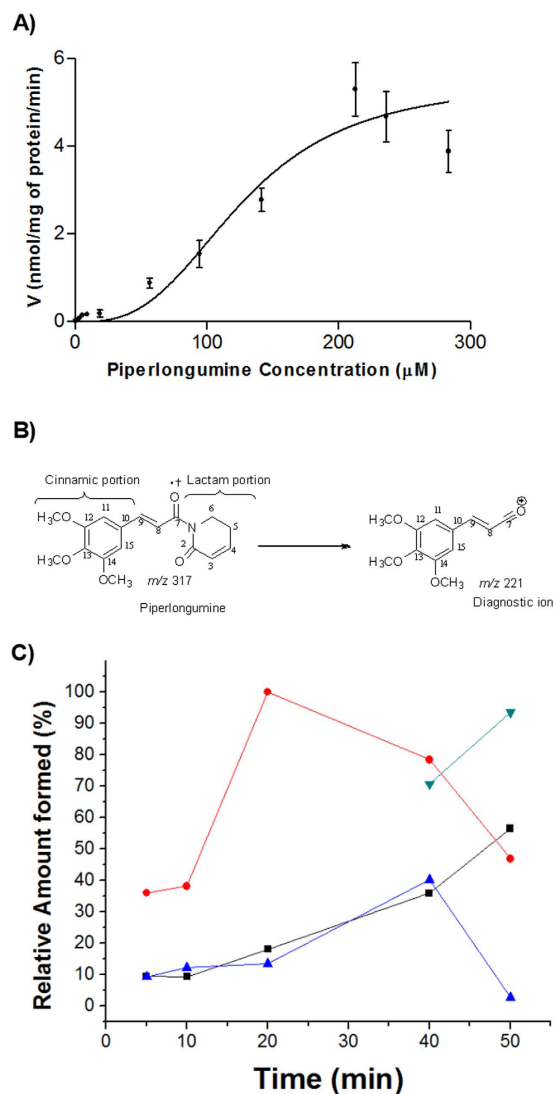 A)
6
4
2
0
V (nmol/mg of protein/min)
0 100 200 300
Piperlongumine Concentration (μM)
B)
Cinnamic portion
Lactam portion
H₃CO
H₃CO
OCH₃
O
N
O
2
3
4
5
6
7
8
9
10
11
12
13
14
15
m/z 317
Piperlongumine
H₃CO
H₃CO
OCH₃
O
7
8
9
10
11
12
13
14
15
m/z 221
Diagnostic ion
C)
100
90
80
70
60
50
40
30
20
10
0
Relative Amount formed (%)
0 10 20 30 40 50
Time (min)